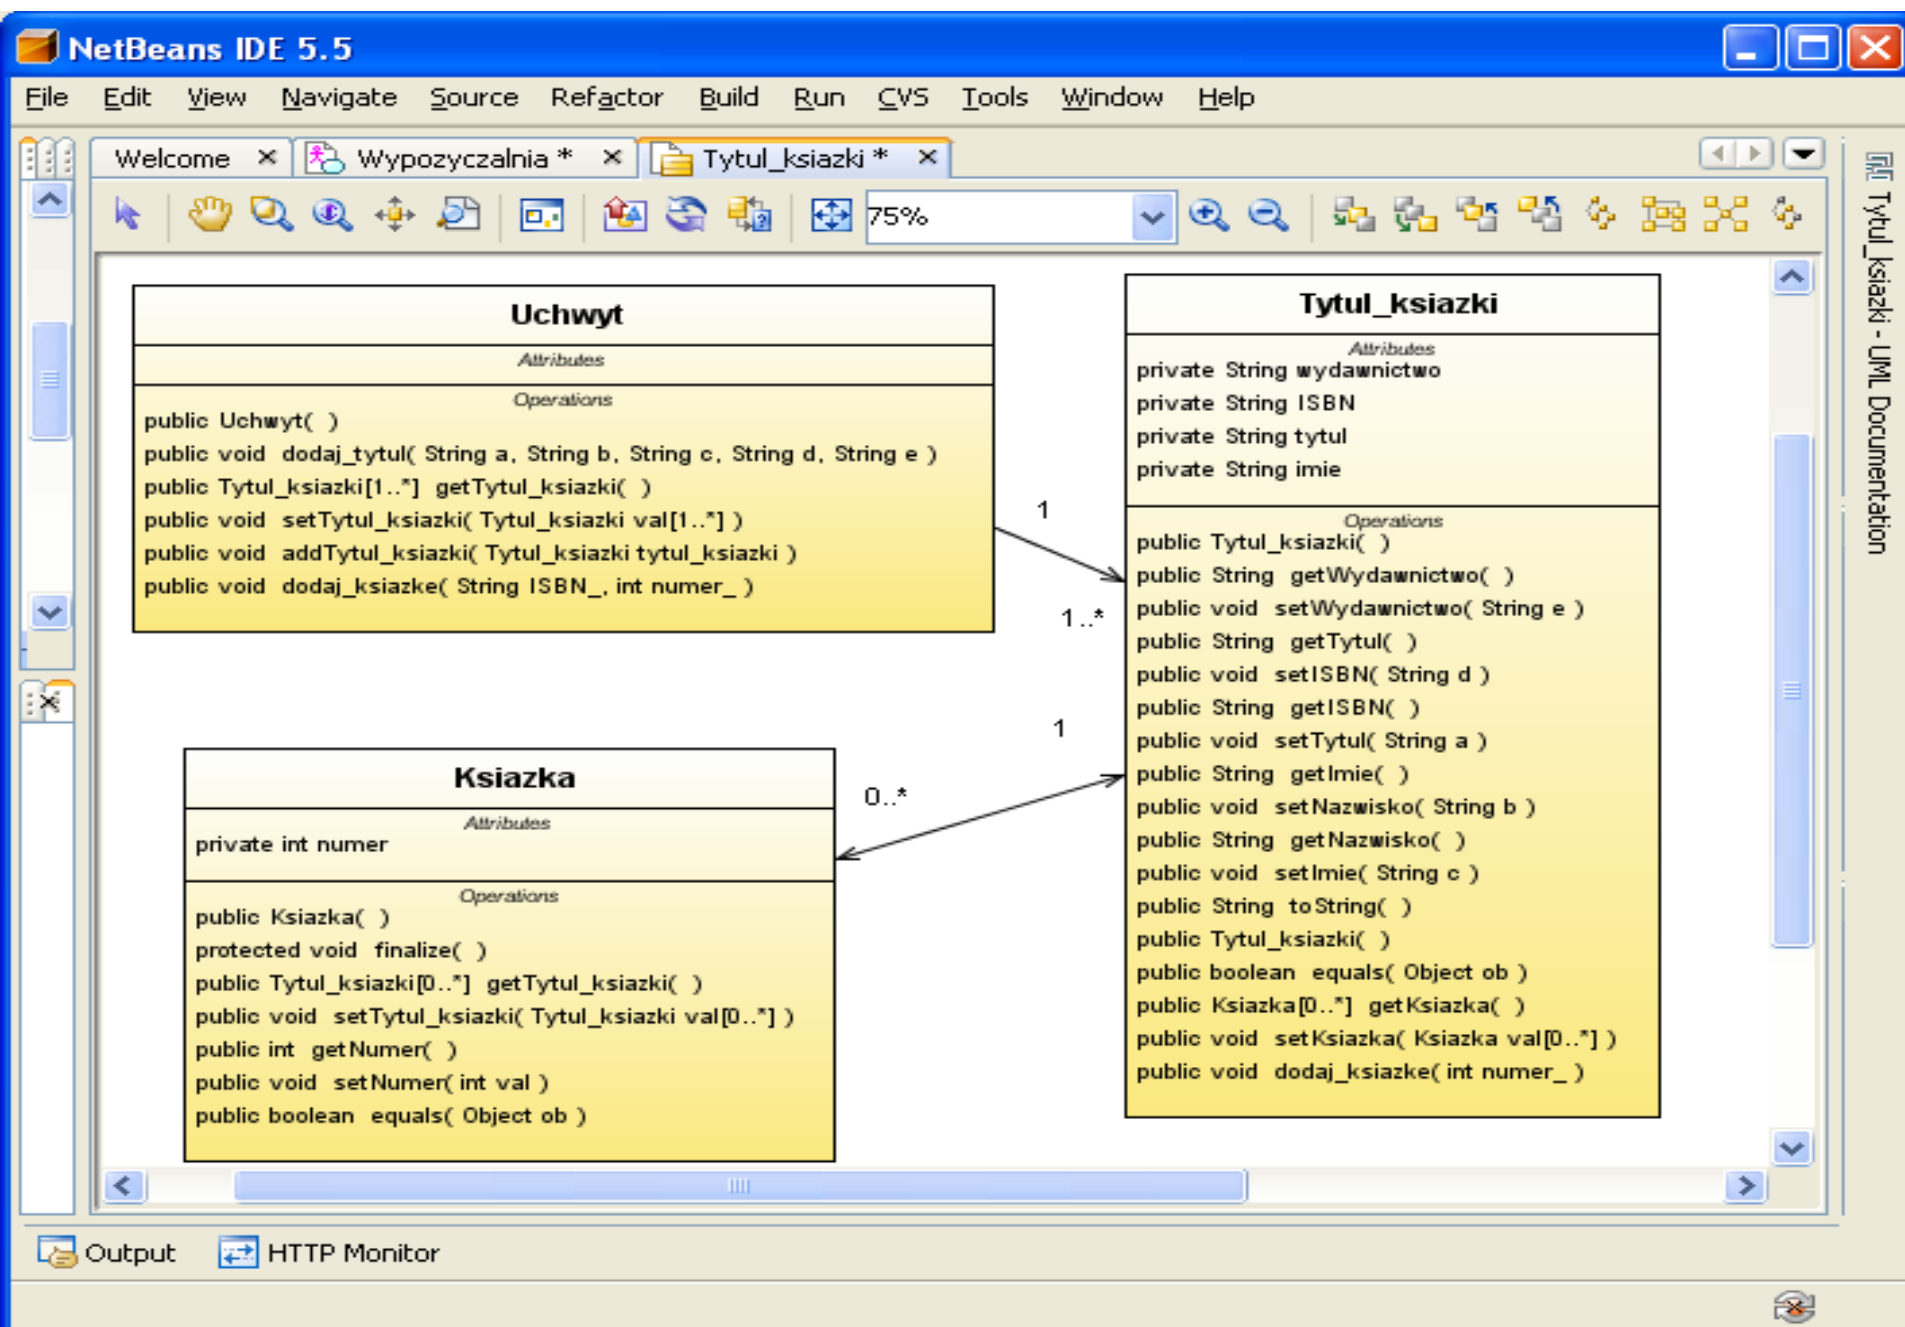 NetBeans IDE 5.5
File Edit View Navigate Source Refactor Build Run CVS Tools Window Help
Welcome Wypozyczalnia * Tytul_ksiazki *
75%
Tytul_ksiazki - UML Documentation
Uchwyt
Attributes
Operations
public Uchwyt( )
public void dodaj_tytul( String a, String b, String c, String d, String e )
public Tytul_ksiazki[1..*] getTytul_ksiazki( )
public void setTytul_ksiazki( Tytul_ksiazki val[1..*] )
public void addTytul_ksiazki( Tytul_ksiazki tytul_ksiazki )
public void dodaj_ksiazke( String ISBN_, int numer_ )
1
1..*
Tytul_ksiazki
Attributes
private String wydawnictwo
private String ISBN
private String tytul
private String imie
Operations
public Tytul_ksiazki( )
public String getWydawnictwo( )
public void setWydawnictwo( String e )
public String getTytul( )
public void setISBN( String d )
public String getISBN( )
public void setTytul( String a )
public String getImie( )
public void setNazwisko( String b )
public String getNazwisko( )
public void setImie( String c )
public String toString( )
public Tytul_ksiazki( )
public boolean equals( Object ob )
public Ksiazka[0..*] getKsiazka( )
public void setKsiazka( Ksiazka val[0..*] )
public void dodaj_ksiazke( int numer_ )
1
0..*
Ksiazka
Attributes
private int numer
Operations
public Ksiazka( )
protected void finalize( )
public Tytul_ksiazki[0..*] getTytul_ksiazki( )
public void setTytul_ksiazki( Tytul_ksiazki val[0..*] )
public int getNumer( )
public void setNumer( int val )
public boolean equals( Object ob )
Output HTTP Monitor